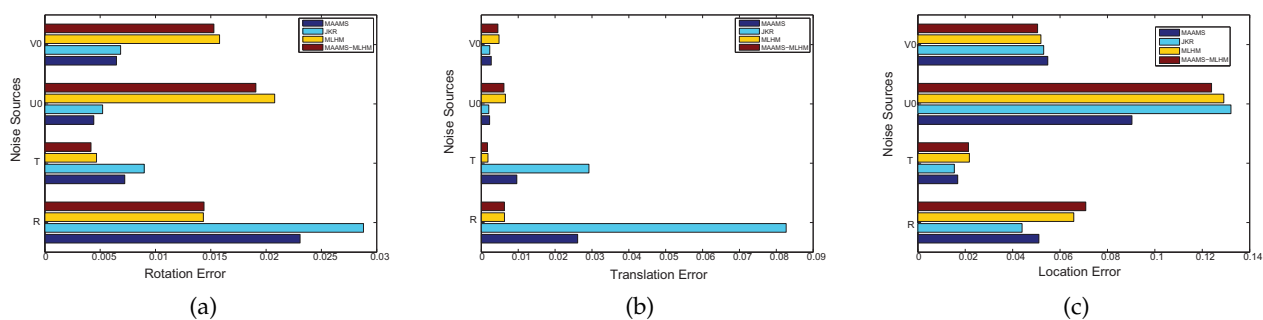 MAAMS
JKR
MLHM
MAAMS-MLHM
Noise Sources
V0
U0
T
R
0 0.005 0.01 0.015 0.02 0.025 0.03
Rotation Error
(a)
MAAMS
JKR
MLHM
MAAMS-MLHM
Noise Sources
V0
U0
T
R
0 0.01 0.02 0.03 0.04 0.05 0.06 0.07 0.08 0.09
Translation Error
(b)
MAAMS
JKR
MLHM
MAAMS-MLHM
Noise Sources
V0
U0
T
R
0 0.02 0.04 0.06 0.08 0.1 0.12 0.14
Location Error
(c)